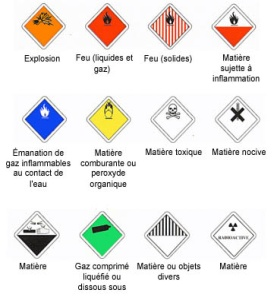 Explosion
Feu (liquides et
gaz)
Feu (solides)
Matière
sujette à
inflammation
Émanation de
gaz inflammables
au contact de
l'eau
Matière
comburante ou
peroxyde
organique
Matière toxique
Matière nocive
RADIOACTIVE
Matière
Gaz comprimé
liquéfié ou
dissous sous
Matière ou objets
divers
Matière